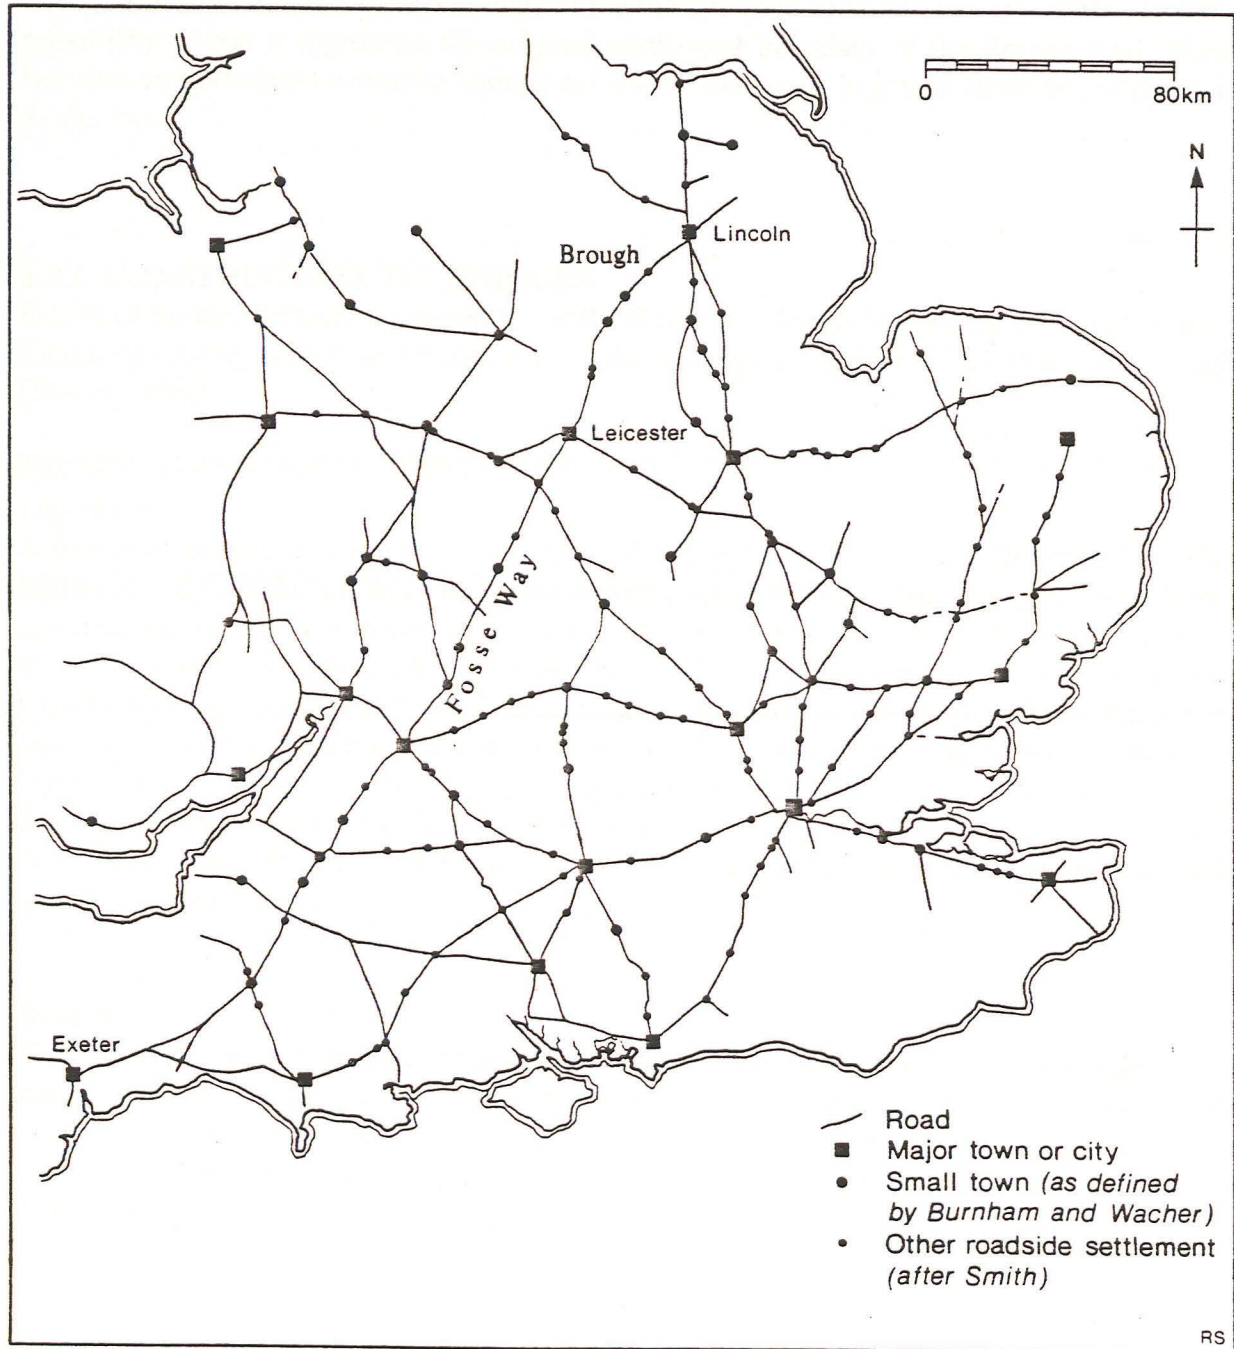 0 80km
N
Lincoln
Brough
Leicester
Fosse Way
Exeter
Road
Major town or city
Small town (as defined
by Burnham and Wacher)
Other roadside settlement
(after Smith)
RS